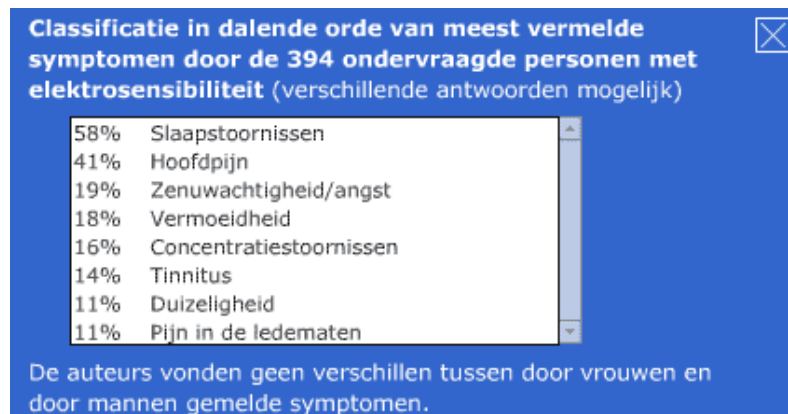 Classificatie in dalende orde van meest vermelde
symptomen door de 394 ondervraagde personen met
elektrosensibiliteit (verschillende antwoorden mogelijk)
58% Slaapstoornissen
41% Hoofdpijn
19% Zenuwachtigheid/angst
18% Vermoeidheid
16% Concentratiestoornissen
14% Tinnitus
11% Duizeligheid
11% Pijn in de ledematen
De auteurs vonden geen verschillen tussen door vrouwen en
door mannen gemelde symptomen.